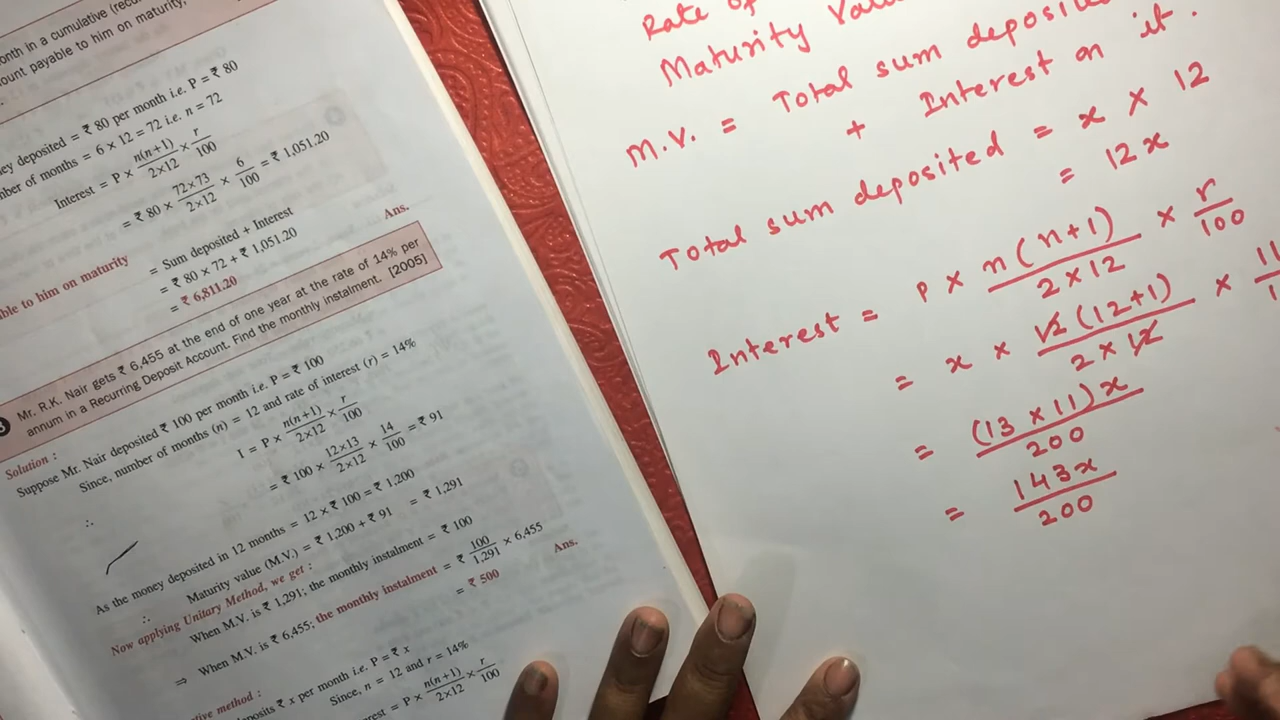 onth in a cumulative (recu
ount payable to him on maturity,
ey deposited = ₹ 80 per month i.e. P = ₹ 80
nber of months = 6 × 12 = 72 i.e. n = 72
Interest = P × n(n+1)/2×12 × r/100
= ₹ 80 × 72×73/2×12 × 6/100 = ₹ 1,051.20
ble to him on maturity = Sum deposited + Interest
= ₹ 80 × 72 + ₹ 1,051.20
= ₹ 6,811.20 Ans.
3 Mr. R.K. Nair gets ₹ 6,455 at the end of one year at the rate of 14% per
annum in a Recurring Deposit Account. Find the monthly instalment. [2005]
Solution :
Suppose Mr. Nair deposited ₹ 100 per month i.e. P = ₹ 100
Since, number of months (n) = 12 and rate of interest (r) = 14%
∴ I = P × n(n+1)/2×12 × r/100
= ₹ 100 × 12×13/2×12 × 14/100 = ₹ 91
As the money deposited in 12 months = 12 × ₹ 100 = ₹ 1,200
∴ Maturity value (M.V.) = ₹ 1,200 + ₹ 91 = ₹ 1,291
Now applying Unitary Method, we get :
When M.V. is ₹ 1,291; the monthly instalment = ₹ 100
⇒ When M.V. is ₹ 6,455; the monthly instalment = ₹ 100/1,291 × 6,455
= ₹ 500 Ans.
tive method :
posits ₹ x per month i.e. P = ₹ x
Since, n = 12 and r = 14%
rest = P × n(n+1)/2×12 × r/100
Rate of
Maturity Valu
M.V. = Total sum deposite
+ Interest on it.
Total sum deposited = x × 12
= 12x
Interest = P × n(n+1)/2×12 × r/100
= x × 12(12+1)/2×12 × 11/1
= (13×11)x/200
= 143x/200